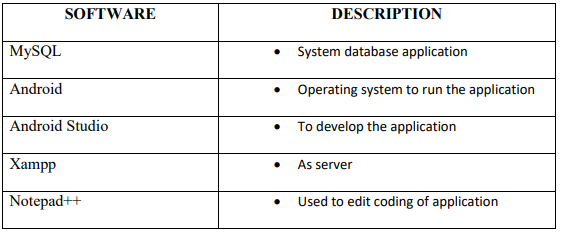 SOFTWARE DESCRIPTION
MySQL • System database application
Android • Operating system to run the application
Android Studio • To develop the application
Xampp • As server
Notepad++ • Used to edit coding of application